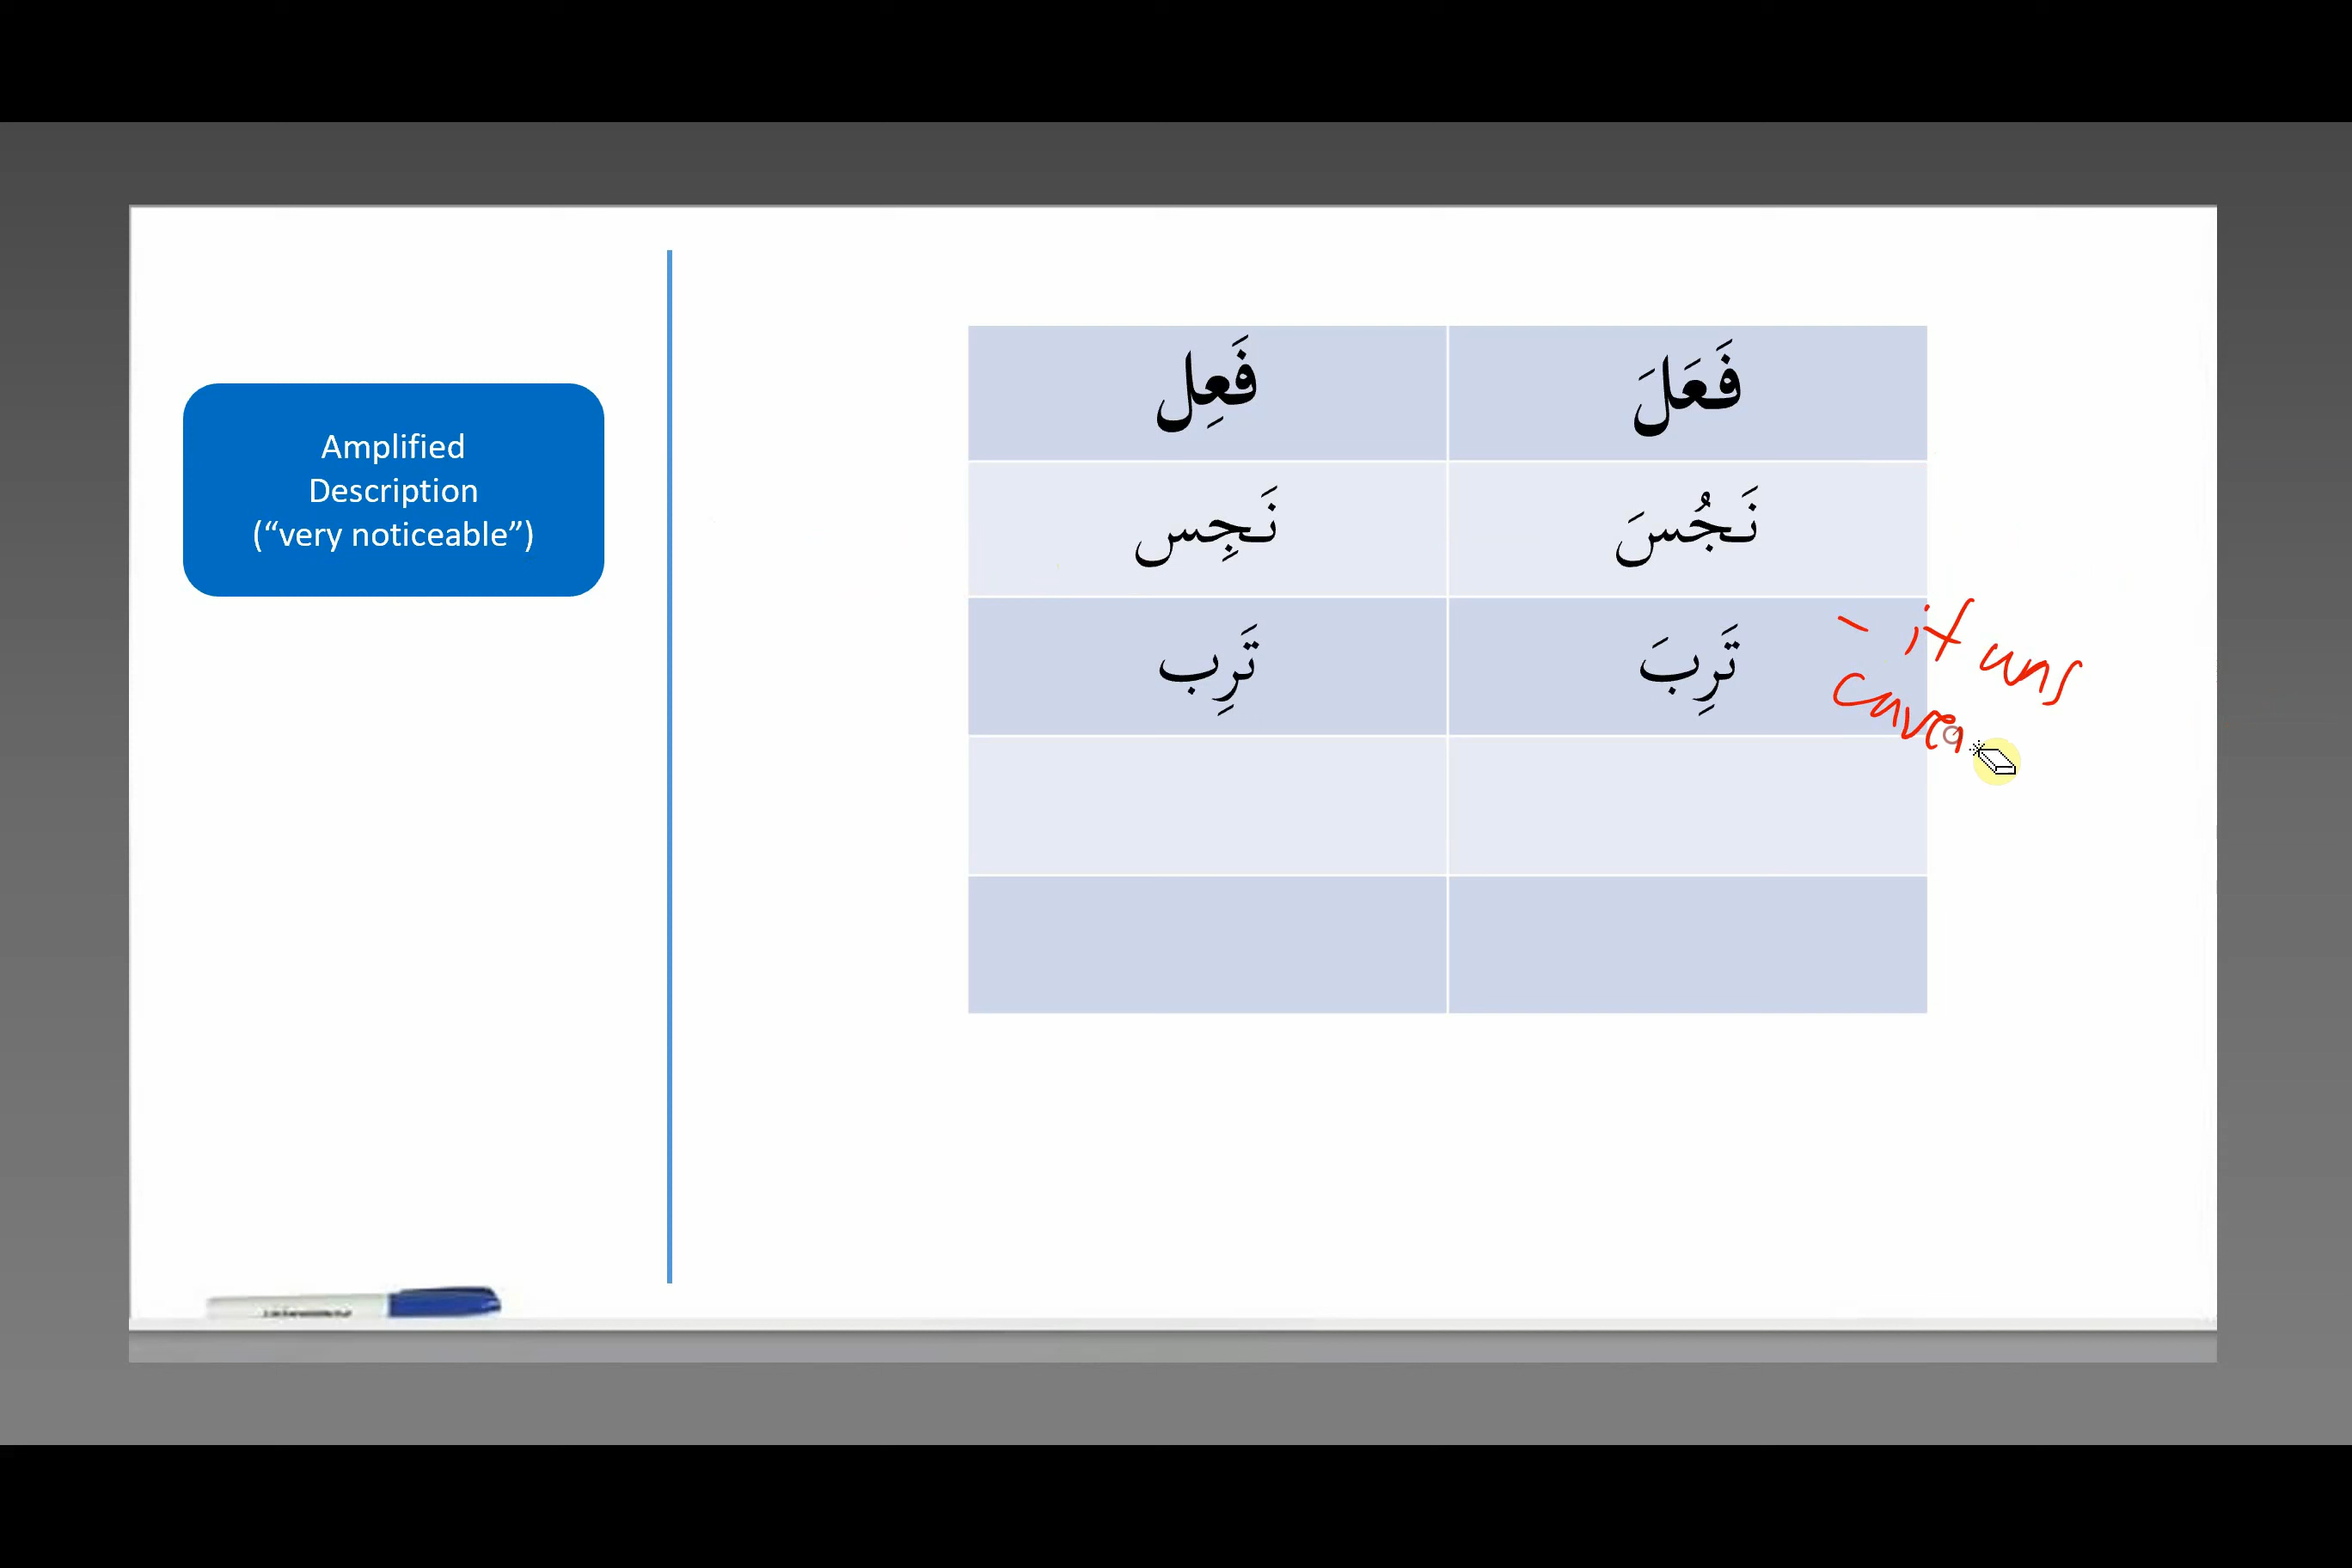 Amplified
Description
(“very noticeable”)
فَعَلَ فَعِل
نَجُسَ نَجِس
تَرِبَ تَرِب
- it was